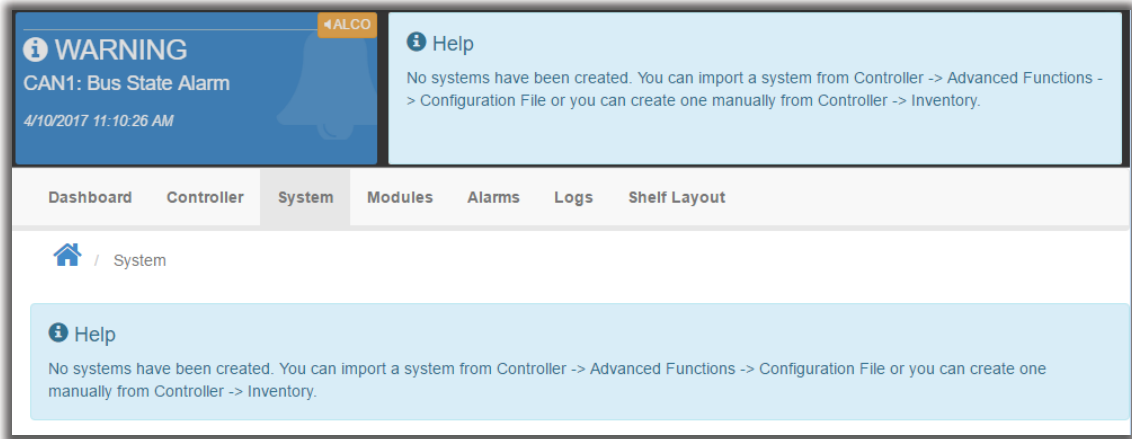 ALCO
WARNING
CAN1: Bus State Alarm
4/10/2017 11:10:26 AM
Help
No systems have been created. You can import a system from Controller -> Advanced Functions -
> Configuration File or you can create one manually from Controller -> Inventory.
Dashboard Controller System Modules Alarms Logs Shelf Layout
/ System
Help
No systems have been created. You can import a system from Controller -> Advanced Functions -> Configuration File or you can create one
manually from Controller -> Inventory.